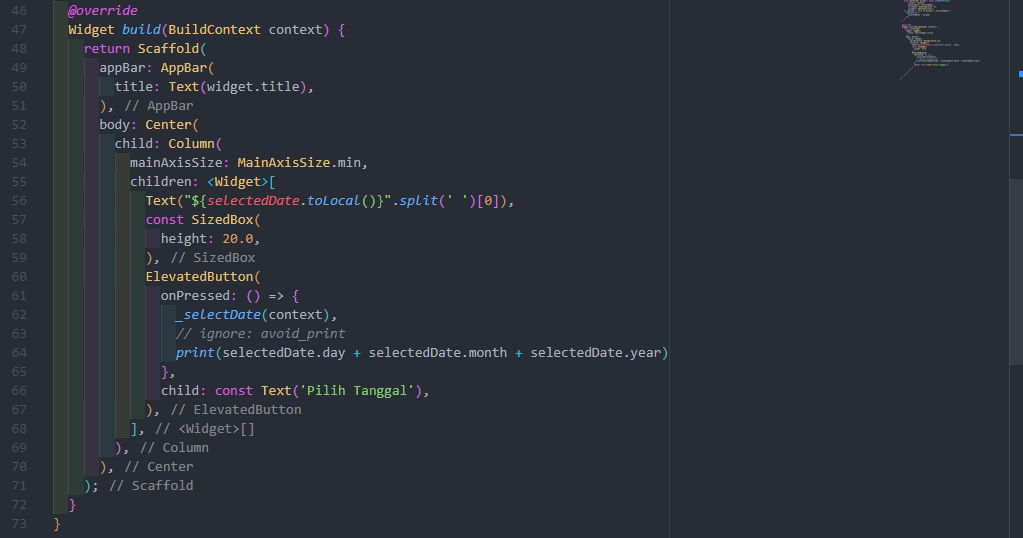 46 @override
47 Widget build(BuildContext context) {
48 return Scaffold(
49 appBar: AppBar(
50 title: Text(widget.title),
51 ), // AppBar
52 body: Center(
53 child: Column(
54 mainAxisSize: MainAxisSize.min,
55 children: <Widget>[
56 Text("${selectedDate.toLocal()}".split(' ')[0]),
57 const SizedBox(
58 height: 20.0,
59 ), // SizedBox
60 ElevatedButton(
61 onPressed: () => {
62 _selectDate(context),
63 // ignore: avoid_print
64 print(selectedDate.day + selectedDate.month + selectedDate.year)
65 },
66 child: const Text('Pilih Tanggal'),
67 ), // ElevatedButton
68 ], // <Widget>[]
69 ), // Column
70 ), // Center
71 ); // Scaffold
72 }
73 }